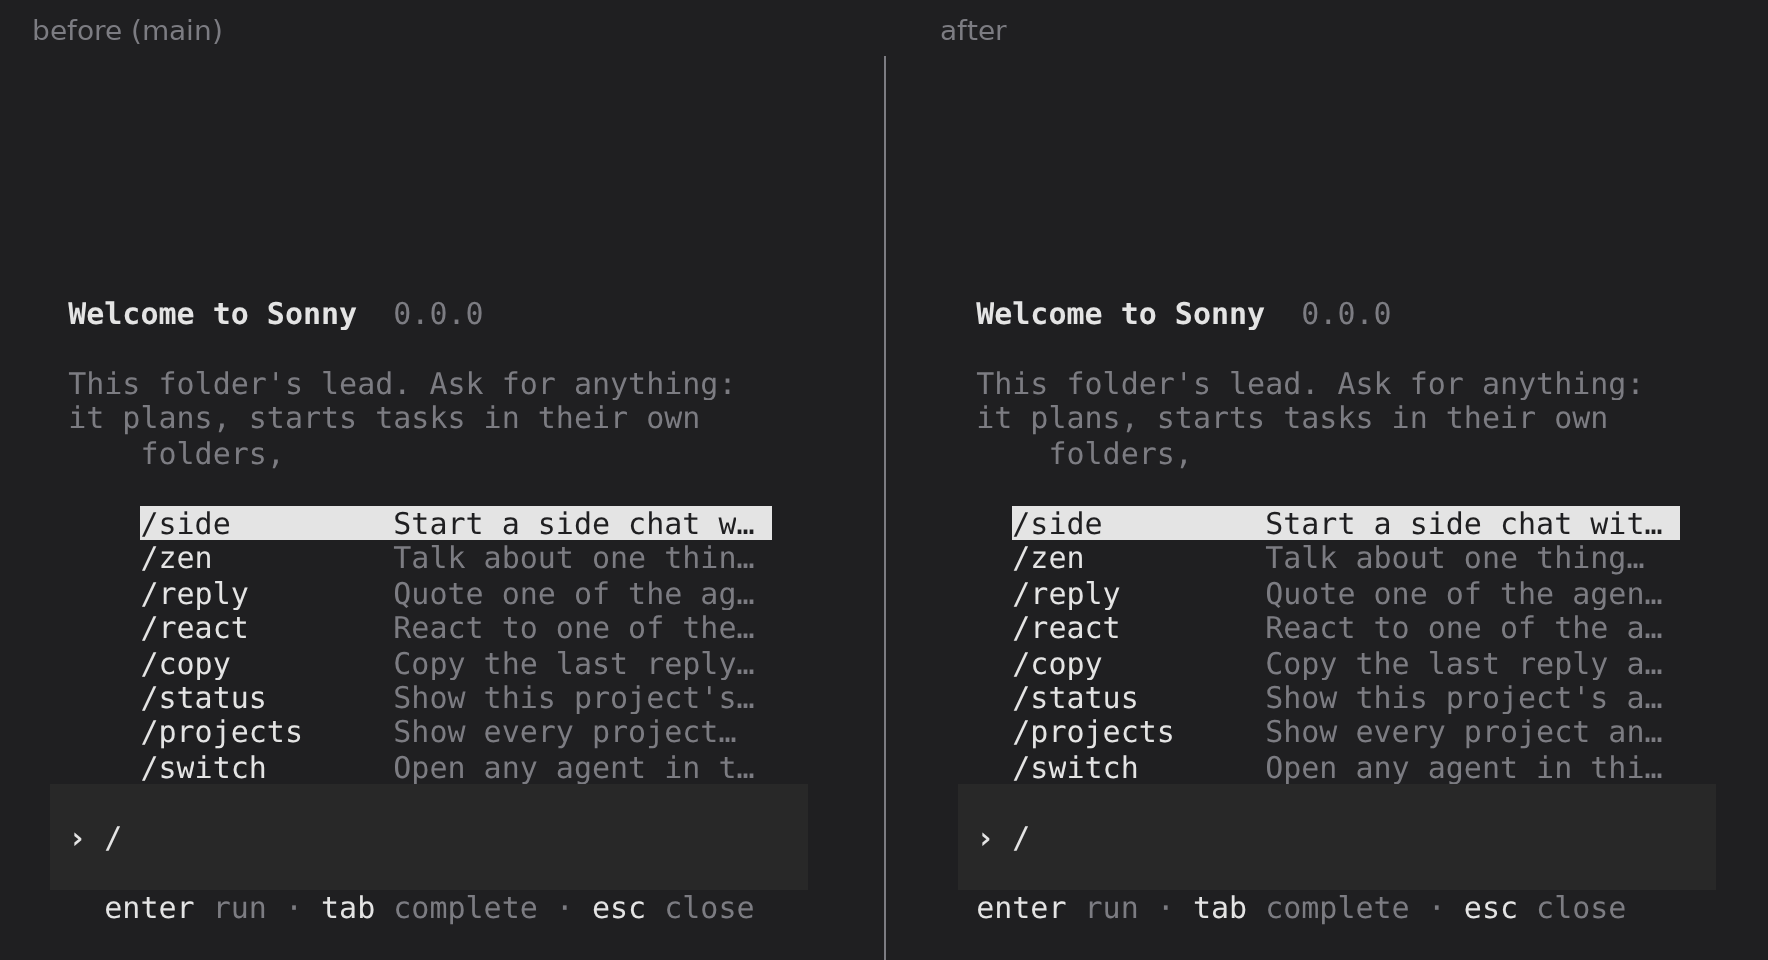 before (main)
Welcome to Sonny  0.0.0
This folder's lead. Ask for anything:
it plans, starts tasks in their own
folders,
/side Start a side chat w…
/zen Talk about one thin…
/reply Quote one of the ag…
/react React to one of the…
/copy Copy the last reply…
/status Show this project's…
/projects Show every project…
/switch Open any agent in t…
› /
enter run · tab complete · esc close
after
Welcome to Sonny  0.0.0
This folder's lead. Ask for anything:
it plans, starts tasks in their own
folders,
/side Start a side chat wit…
/zen Talk about one thing…
/reply Quote one of the agen…
/react React to one of the a…
/copy Copy the last reply a…
/status Show this project's a…
/projects Show every project an…
/switch Open any agent in thi…
› /
enter run · tab complete · esc close